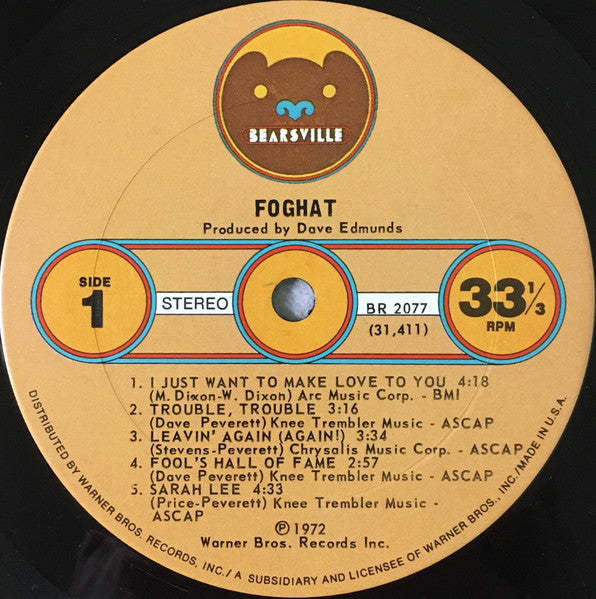 BEARSVILLE
FOGHAT
Produced by Dave Edmunds
SIDE
1
STEREO
BR 2077
(31,411)
33 1/3
RPM
1. I JUST WANT TO MAKE LOVE TO YOU 4:18
(M. Dixon-W. Dixon) Arc Music Corp. - BMI
2. TROUBLE, TROUBLE 3:16
(Dave Peverett) Knee Trembler Music - ASCAP
3. LEAVIN' AGAIN (AGAIN!) 3:34
(Stevens-Peverett) Chrysalis Music Corp. - ASCAP
4. FOOL'S HALL OF FAME 2:57
(Dave Peverett) Knee Trembler Music - ASCAP
5. SARAH LEE 4:33
(Price-Peverett) Knee Trembler Music -
ASCAP
℗ 1972
Warner Bros. Records Inc.
DISTRIBUTED BY WARNER BROS. RECORDS, INC./A SUBSIDIARY AND LICENSEE OF WARNER BROS., INC./MADE IN U.S.A.